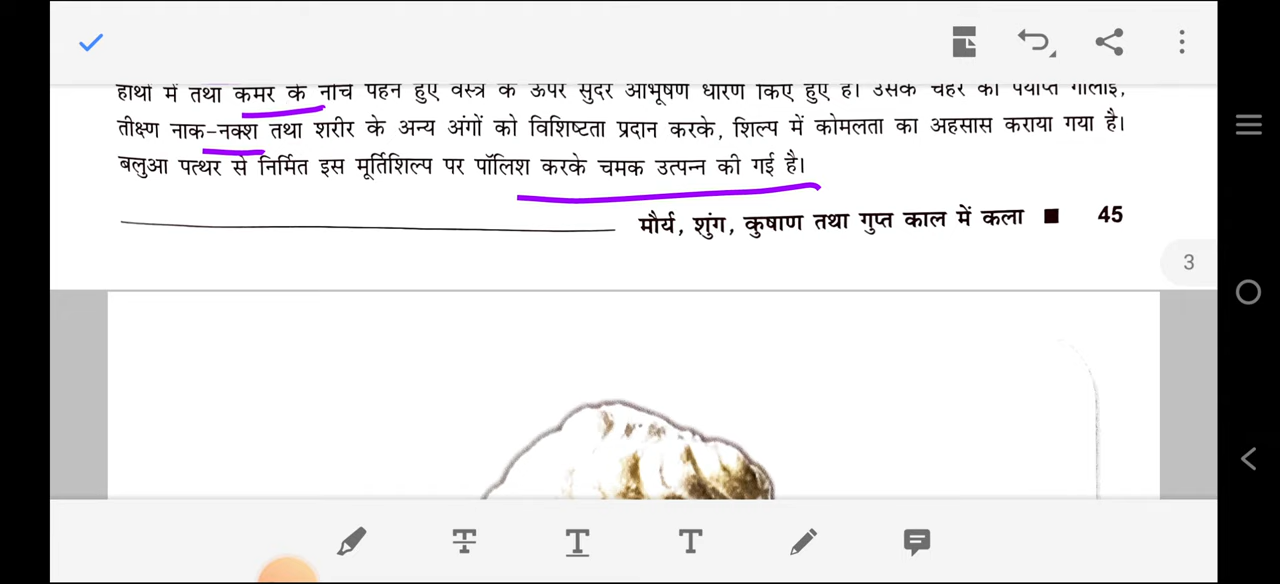 हाथों में तथा कमर के नीचे पहने हुए वस्त्र के ऊपर सुंदर आभूषण धारण किए हुए है। उसके चेहरे की पर्याप्त गोलाई,
तीक्ष्ण नाक-नक्श तथा शरीर के अन्य अंगों को विशिष्टता प्रदान करके, शिल्प में कोमलता का अहसास कराया गया है।
बलुआ पत्थर से निर्मित इस मूर्तिशिल्प पर पॉलिश करके चमक उत्पन्न की गई है।
मौर्य, शुंग, कुषाण तथा गुप्त काल में कला ■ 45
3